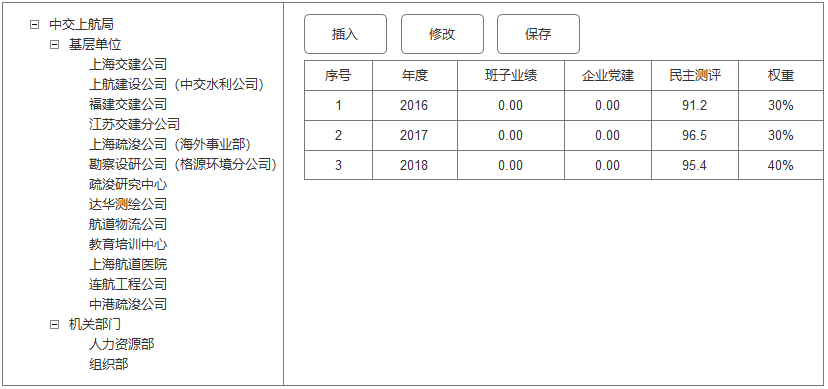 中交上航局
基层单位
上海交建公司
上航建设公司（中交水利公司）
福建交建公司
江苏交建分公司
上海疏浚公司（海外事业部）
勘察设研公司（格源环境分公司）
疏浚研究中心
达华测绘公司
航道物流公司
教育培训中心
上海航道医院
连航工程公司
中港疏浚公司
机关部门
人力资源部
组织部
插入 修改 保存
序号 年度 班子业绩 企业党建 民主测评 权重
1 2016 0.00 0.00 91.2 30%
2 2017 0.00 0.00 96.5 30%
3 2018 0.00 0.00 95.4 40%